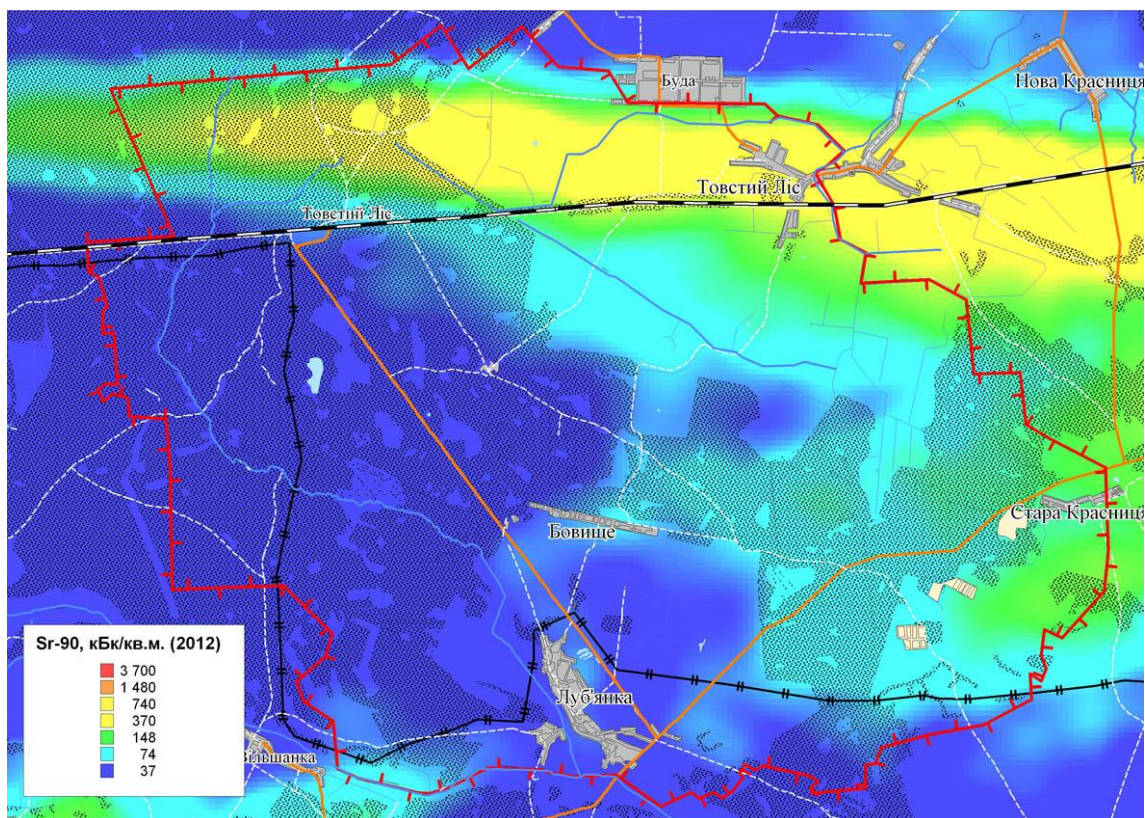 Буда
Нова Красниця
Товстий Ліс
Товстий Ліс
Стара Красниця
Бовище
Луб'янка
Вільшанка
Sr-90, кБк/кв.м. (2012)
3 700
1 480
740
370
148
74
37